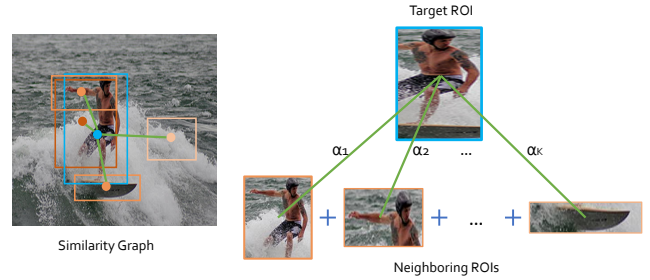 Target ROI
α1
α2
...
αK
+
+
...
+
Similarity Graph
Neighboring ROIs